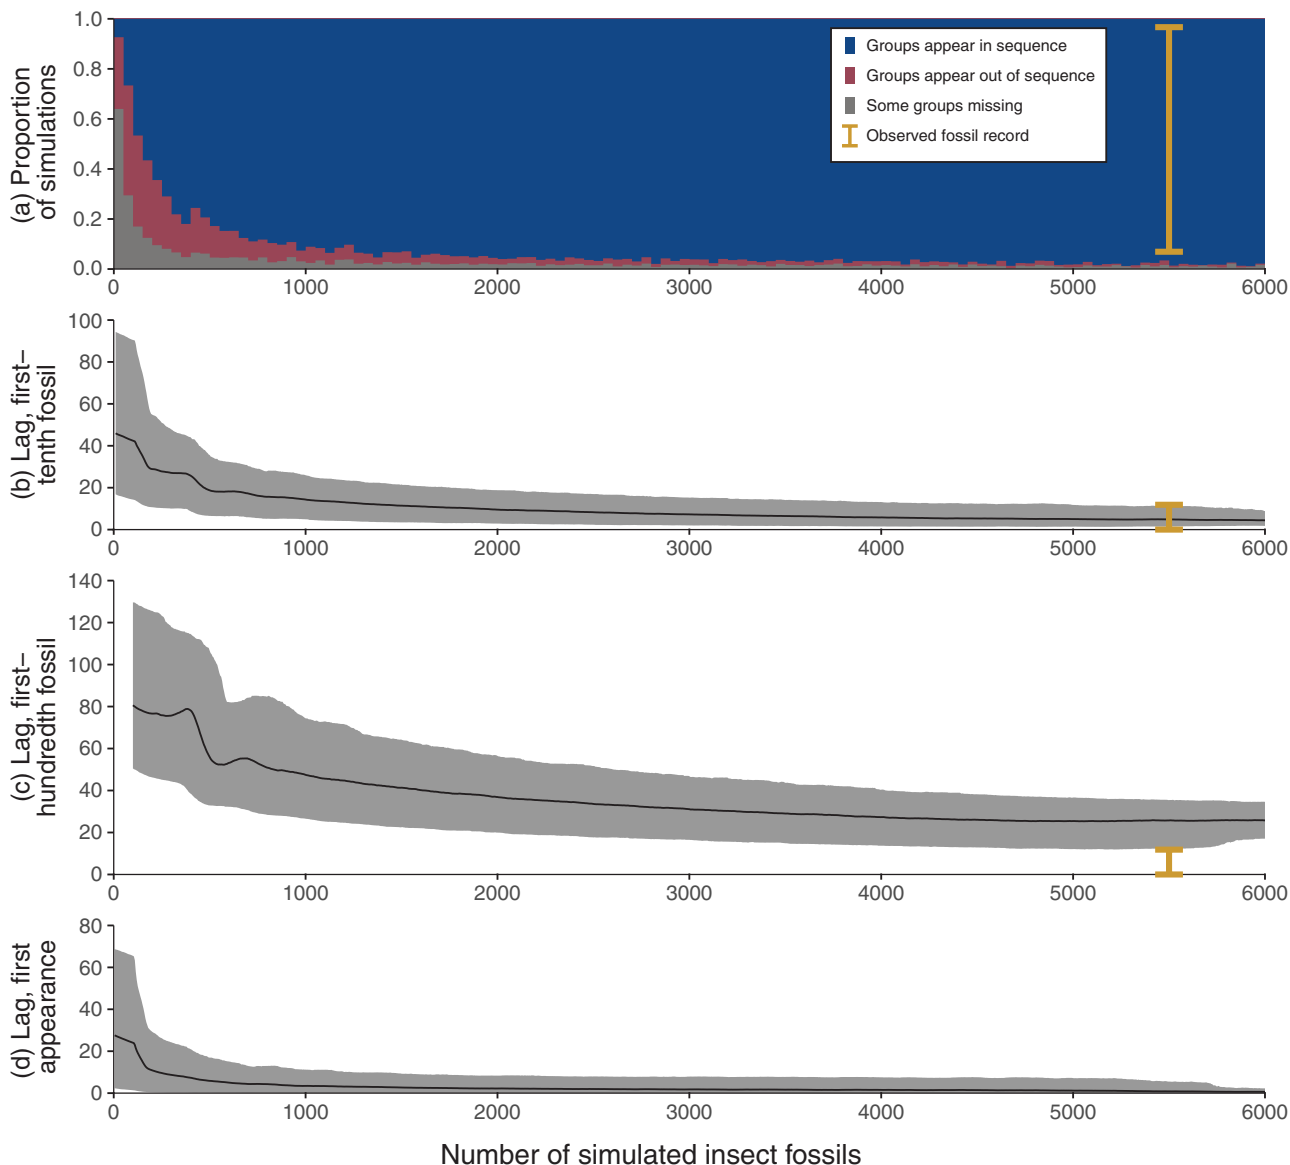 (a) Proportion
of simulations
1.0
0.8
0.6
0.4
0.2
0.0
Groups appear in sequence
Groups appear out of sequence
Some groups missing
Observed fossil record
0 1000 2000 3000 4000 5000 6000
(b) Lag, first–
tenth fossil
100
80
60
40
20
0
0 1000 2000 3000 4000 5000 6000
(c) Lag, first–
hundredth fossil
140
120
100
80
60
40
20
0
0 1000 2000 3000 4000 5000 6000
(d) Lag, first
appearance
80
60
40
20
0
0 1000 2000 3000 4000 5000 6000
Number of simulated insect fossils